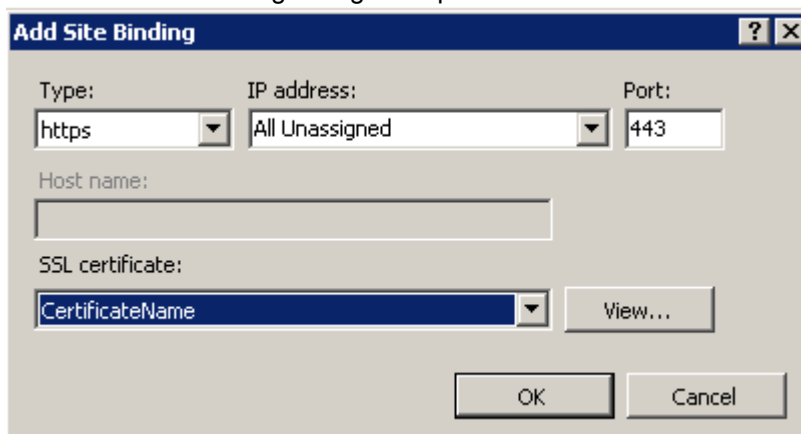 Add Site Binding
Type: IP address: Port:
https All Unassigned 443
Host name:
SSL certificate:
CertificateName View...
OK Cancel